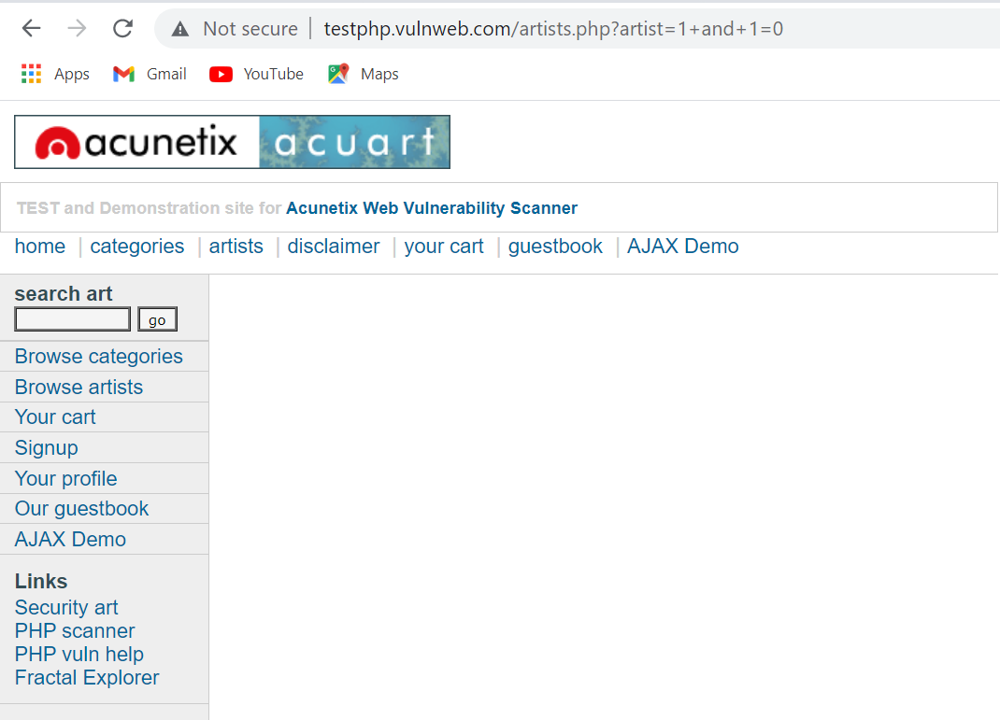 Not secure | testphp.vulnweb.com/artists.php?artist=1+and+1=0
Apps Gmail YouTube Maps
acunetix acuart
TEST and Demonstration site for Acunetix Web Vulnerability Scanner
home | categories | artists | disclaimer | your cart | guestbook | AJAX Demo
search art
go
Browse categories
Browse artists
Your cart
Signup
Your profile
Our guestbook
AJAX Demo
Links
Security art
PHP scanner
PHP vuln help
Fractal Explorer